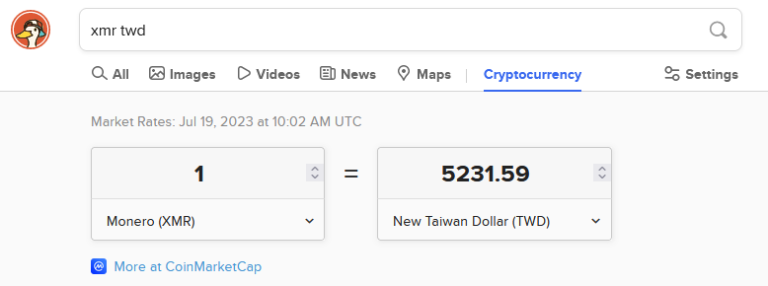 xmr twd
All Images Videos News Maps Cryptocurrency Settings
Market Rates: Jul 19, 2023 at 10:02 AM UTC
1 = 5231.59
Monero (XMR) New Taiwan Dollar (TWD)
More at CoinMarketCap